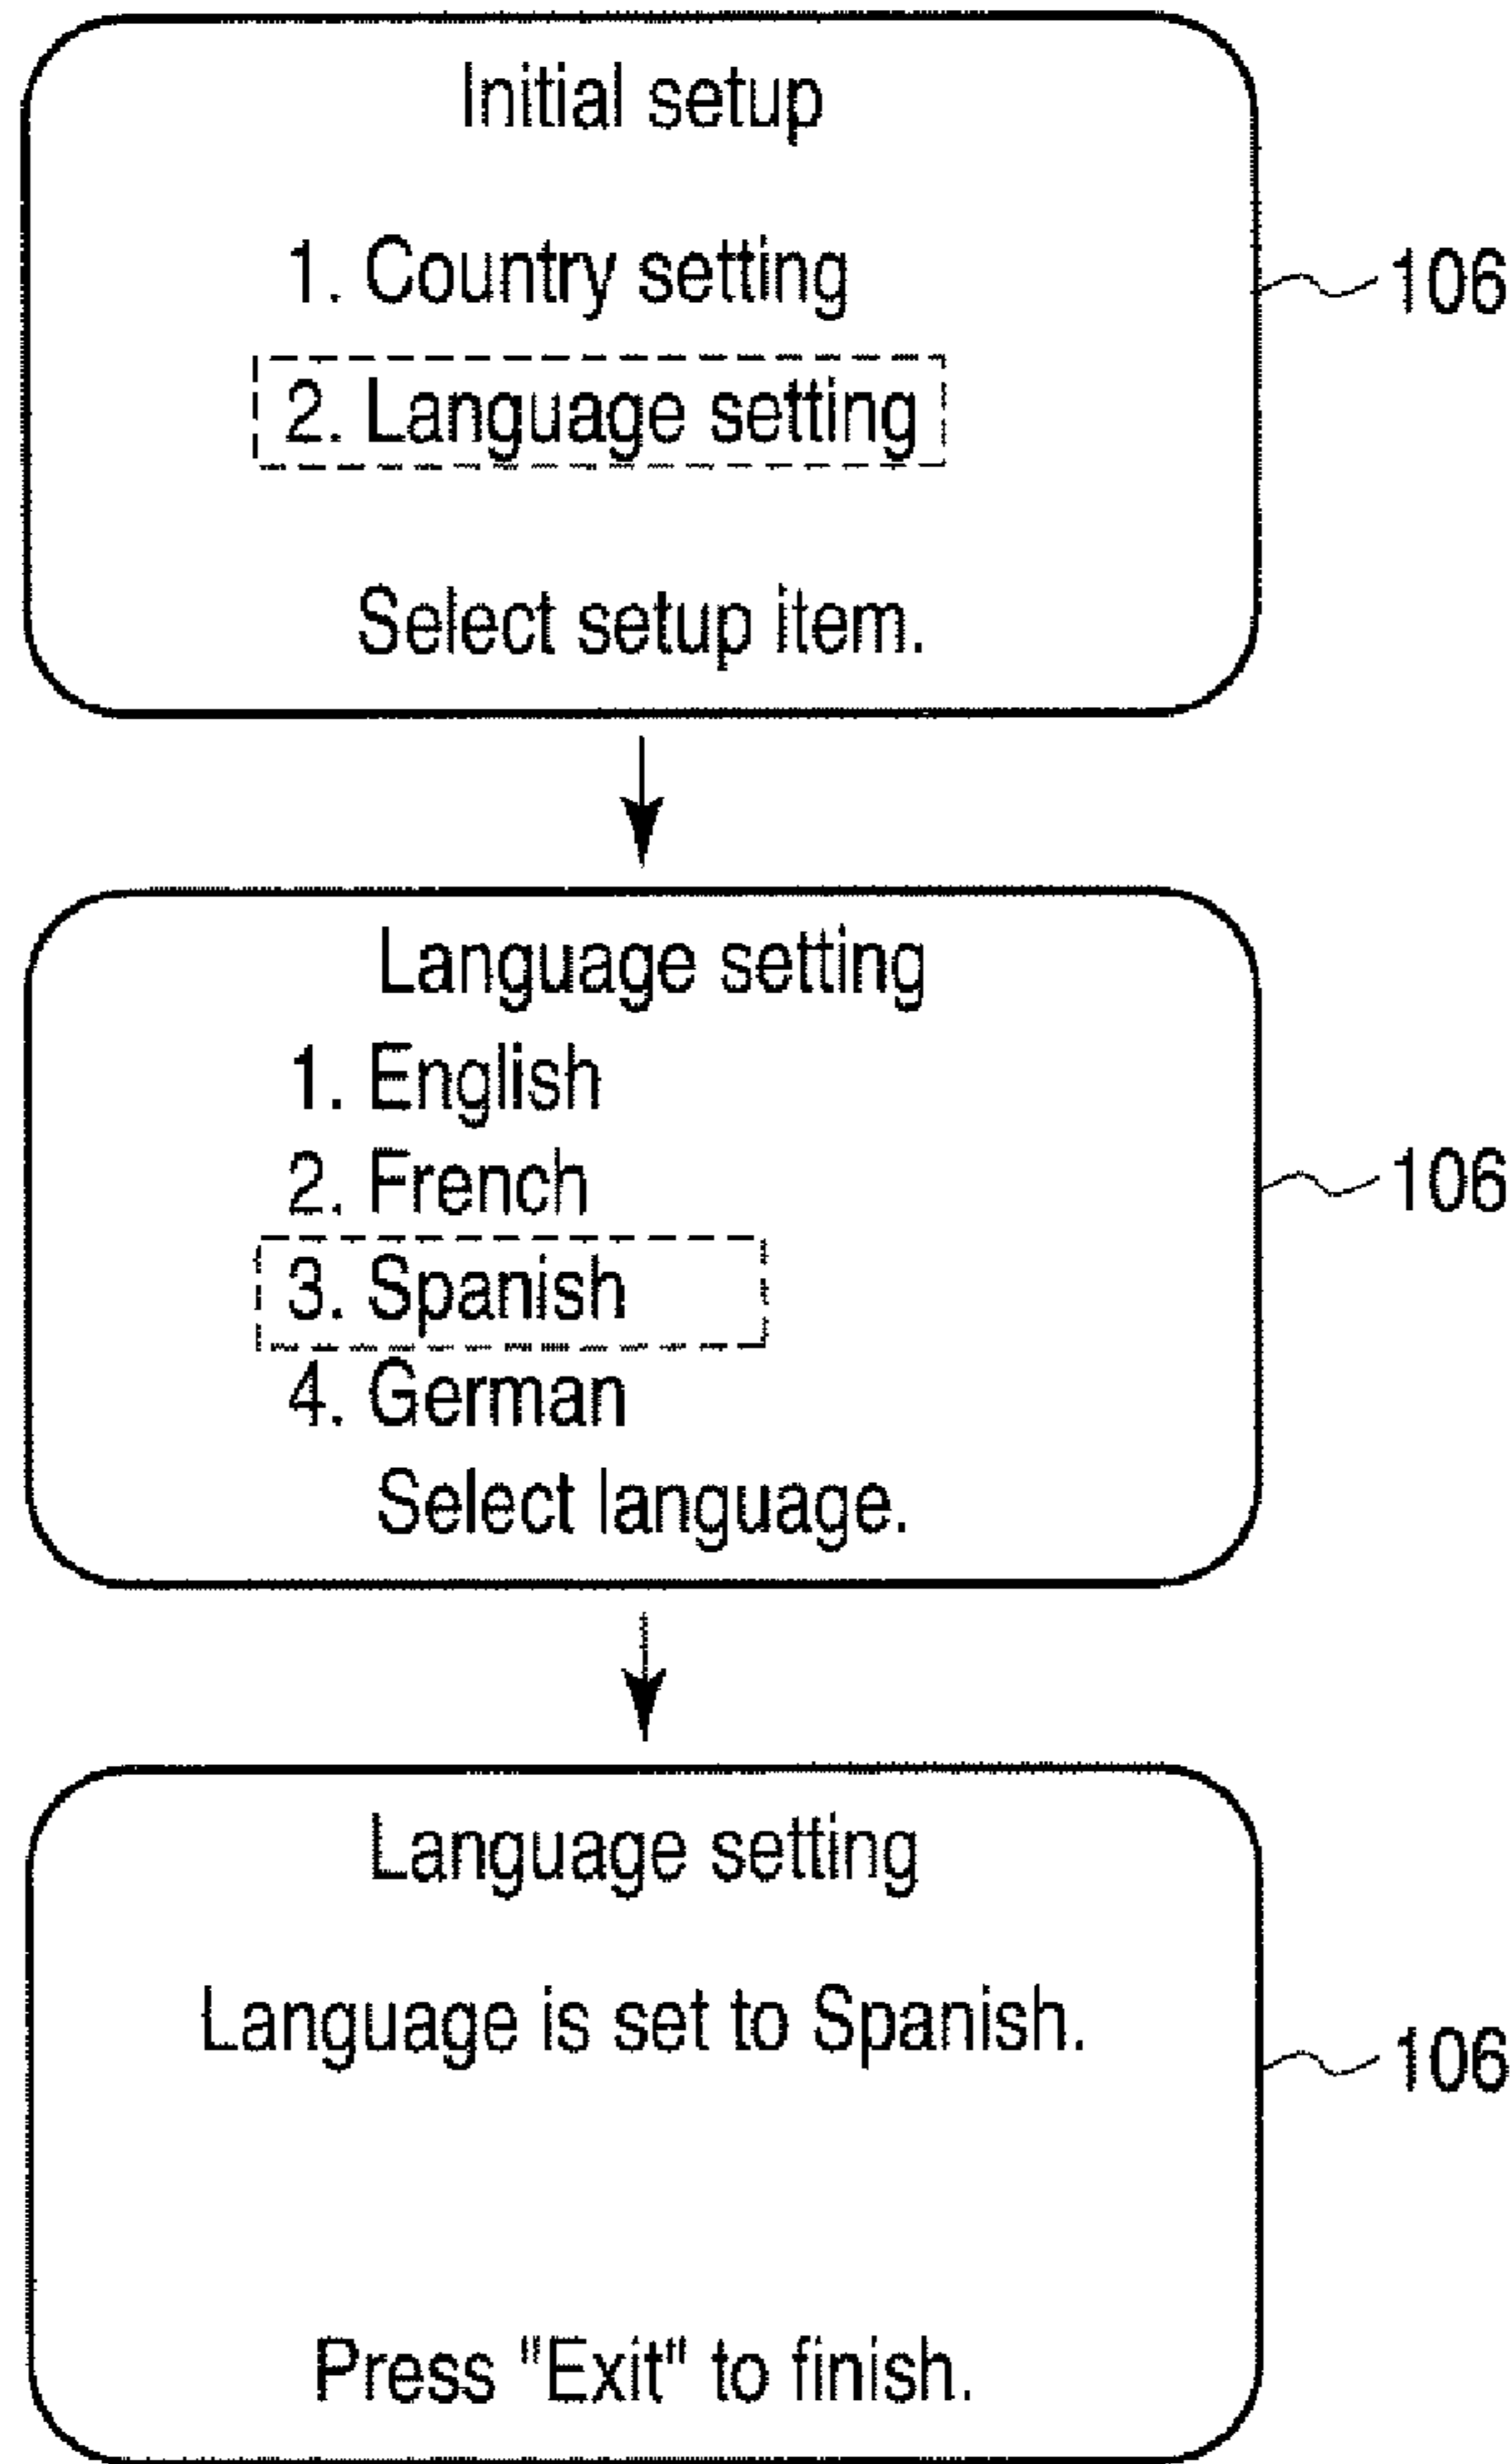 Initial setup
1. Country setting
106
2. Language setting
Select setup item.
Language setting
1. English
2. French
106
3. Spanish
4. German
Select language.
Language setting
Language is set to Spanish.
106
Press "Exit" to finish.